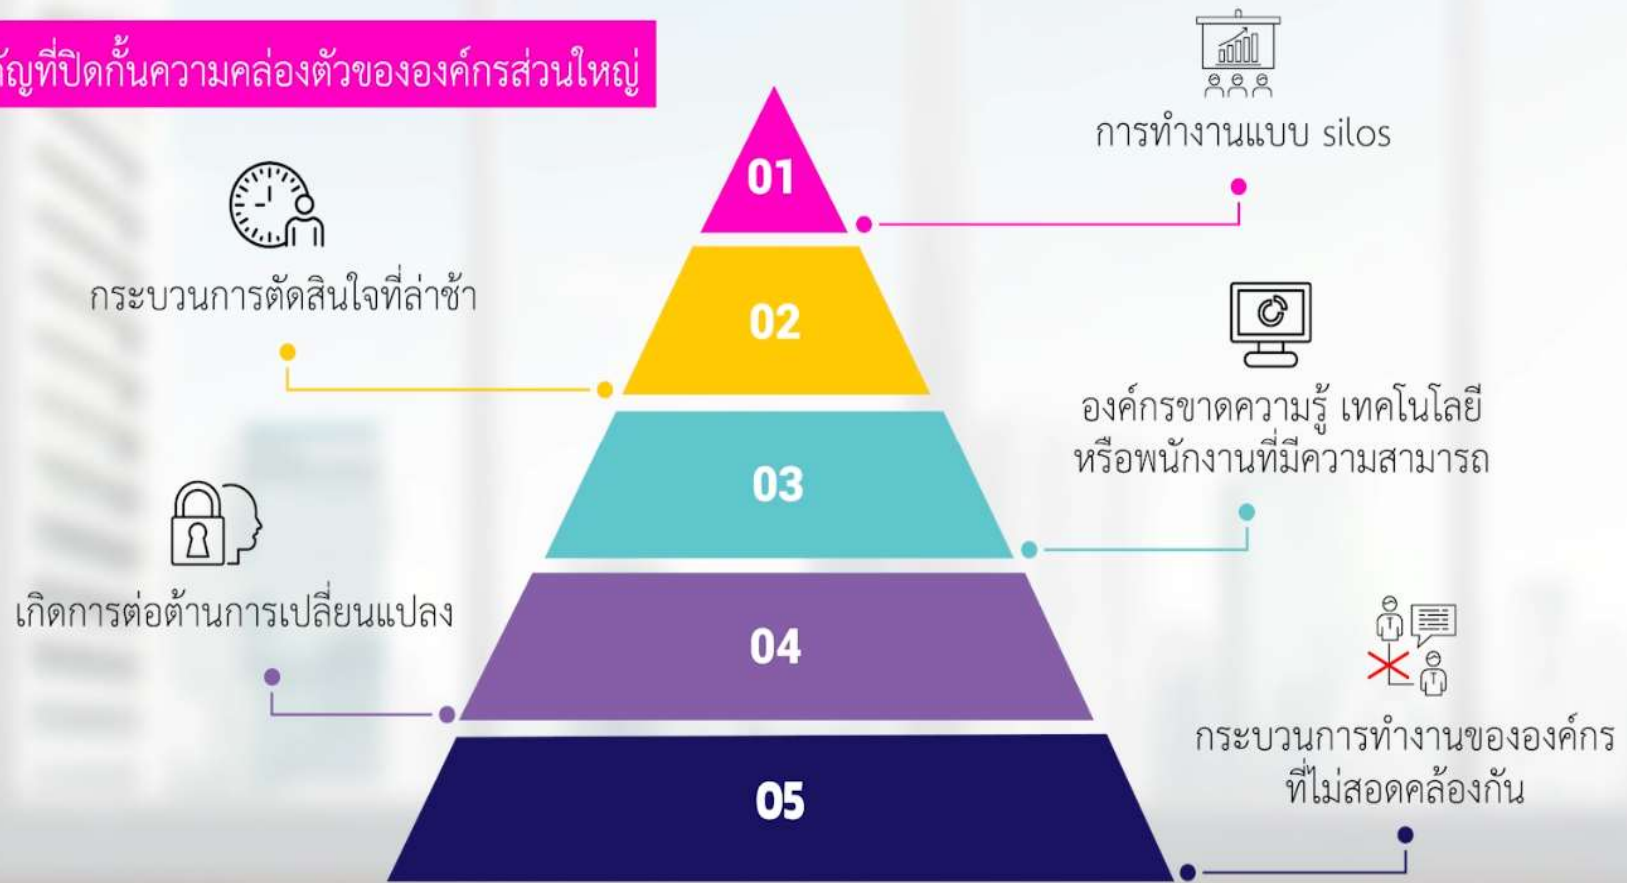 ที่ปิดกั้นความคล่องตัวขององค์กรส่วนใหญ่
01
การทำงานแบบ silos
02
กระบวนการตัดสินใจที่ล่าช้า
03
องค์กรขาดความรู้ เทคโนโลยี
หรือพนักงานที่มีความสามารถ
04
เกิดการต่อต้านการเปลี่ยนแปลง
05
กระบวนการทำงานขององค์กร
ที่ไม่สอดคล้องกัน